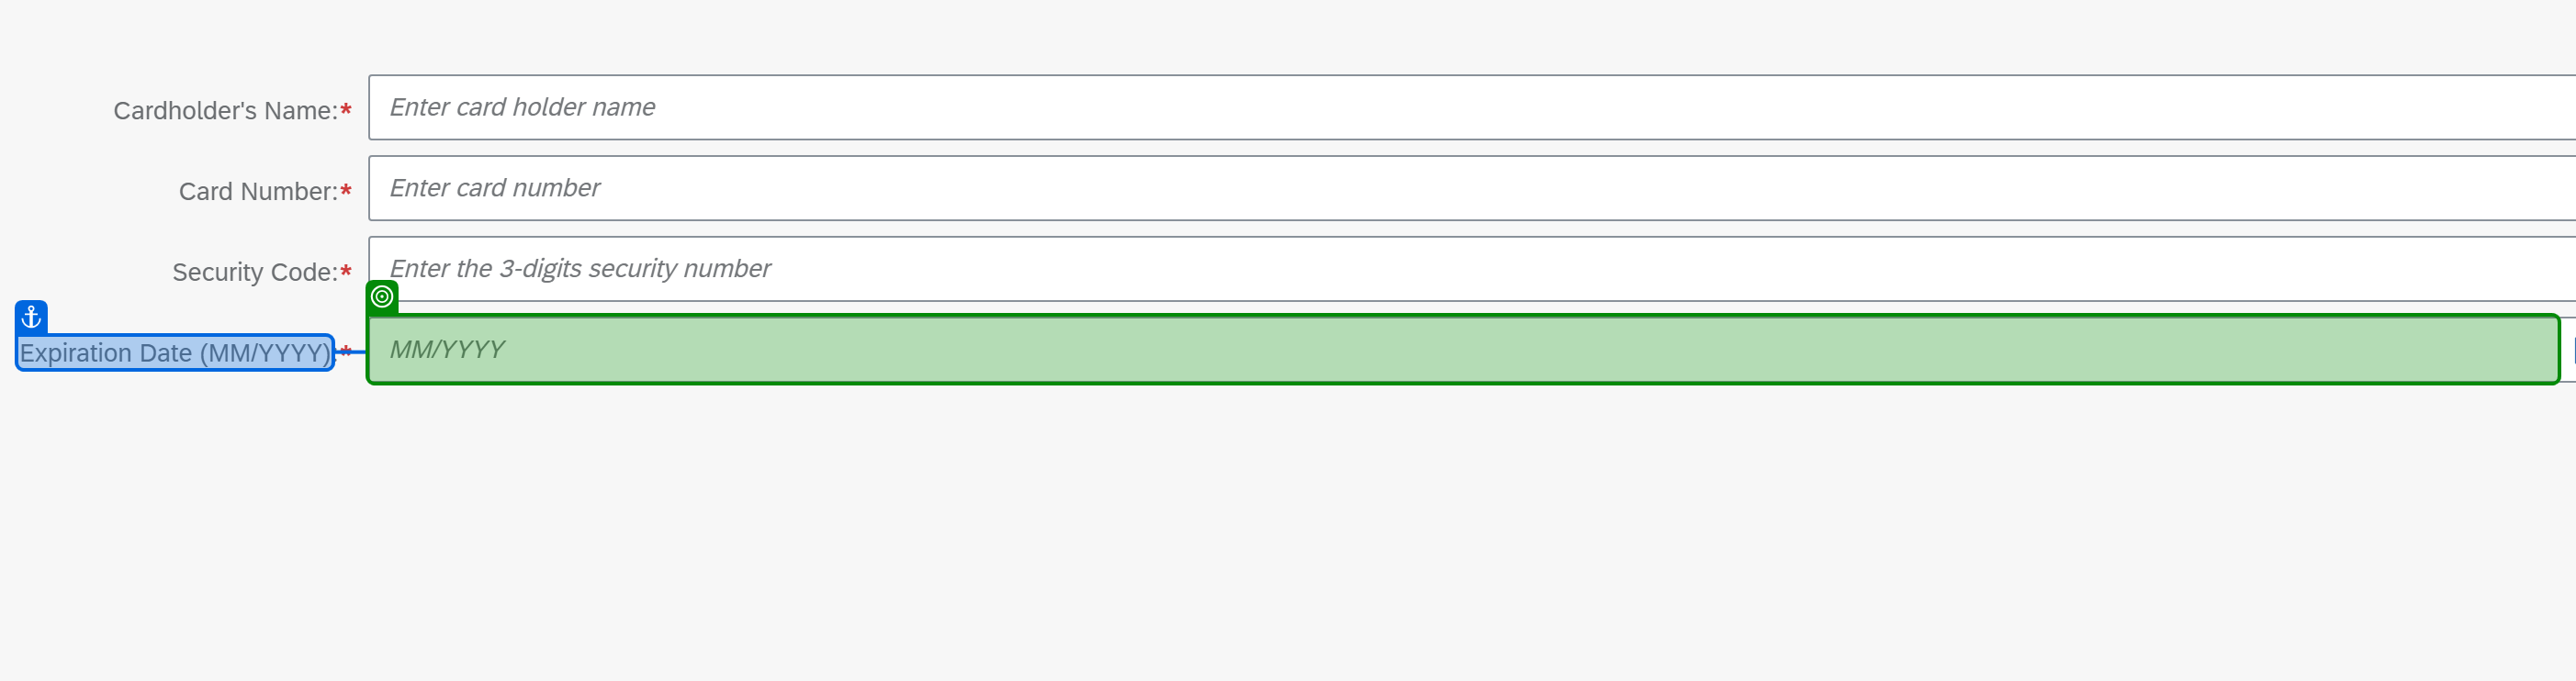 Cardholder's Name:* Enter card holder name
Card Number:* Enter card number
Security Code:* Enter the 3-digits security number
Expiration Date (MM/YYYY):* MM/YYYY